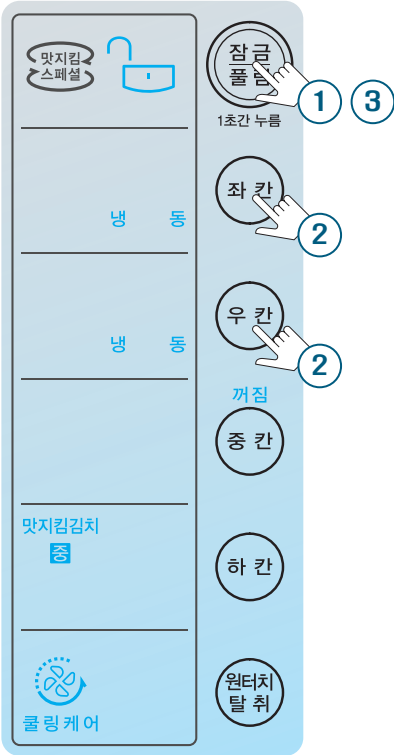 맛지킴
스페셜
잠금
풀림
1 3
1초간 누름
좌 칸
냉 동
2
우 칸
냉 동
2
꺼짐
중 칸
맛지킴김치
중
하 칸
원터치
탈 취
쿨링케어